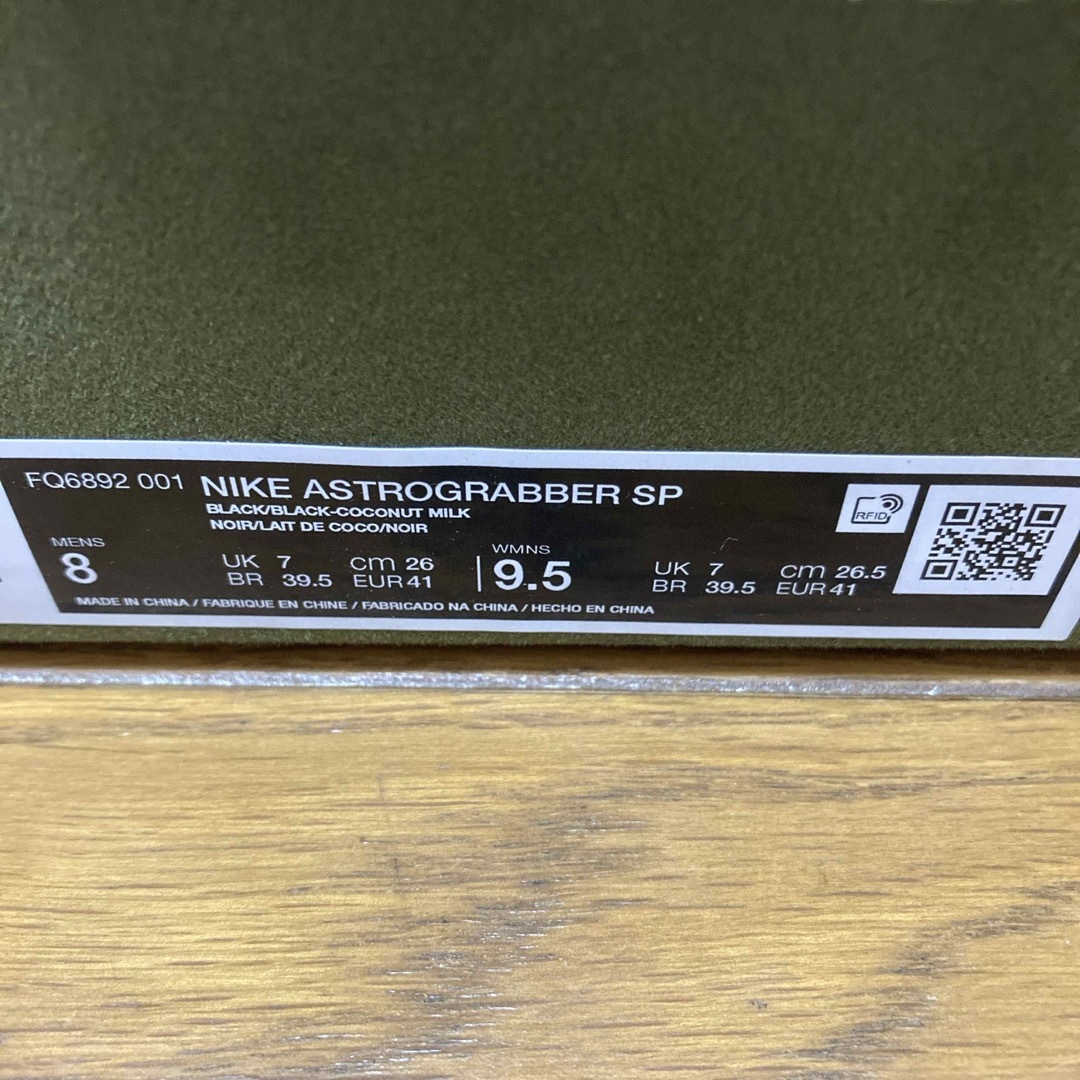 FQ6892 001 NIKE ASTROGRABBER SP
BLACK/BLACK-COCONUT MILK
NOIR/LAIT DE COCO/NOIR
RFID
MENS
8
UK 7 cm 26
BR 39.5 EUR 41
WMNS
9.5
UK 7 cm 26.5
BR 39.5 EUR 41
MADE IN CHINA / FABRIQUE EN CHINE / FABRICADO NA CHINA / HECHO EN CHINA